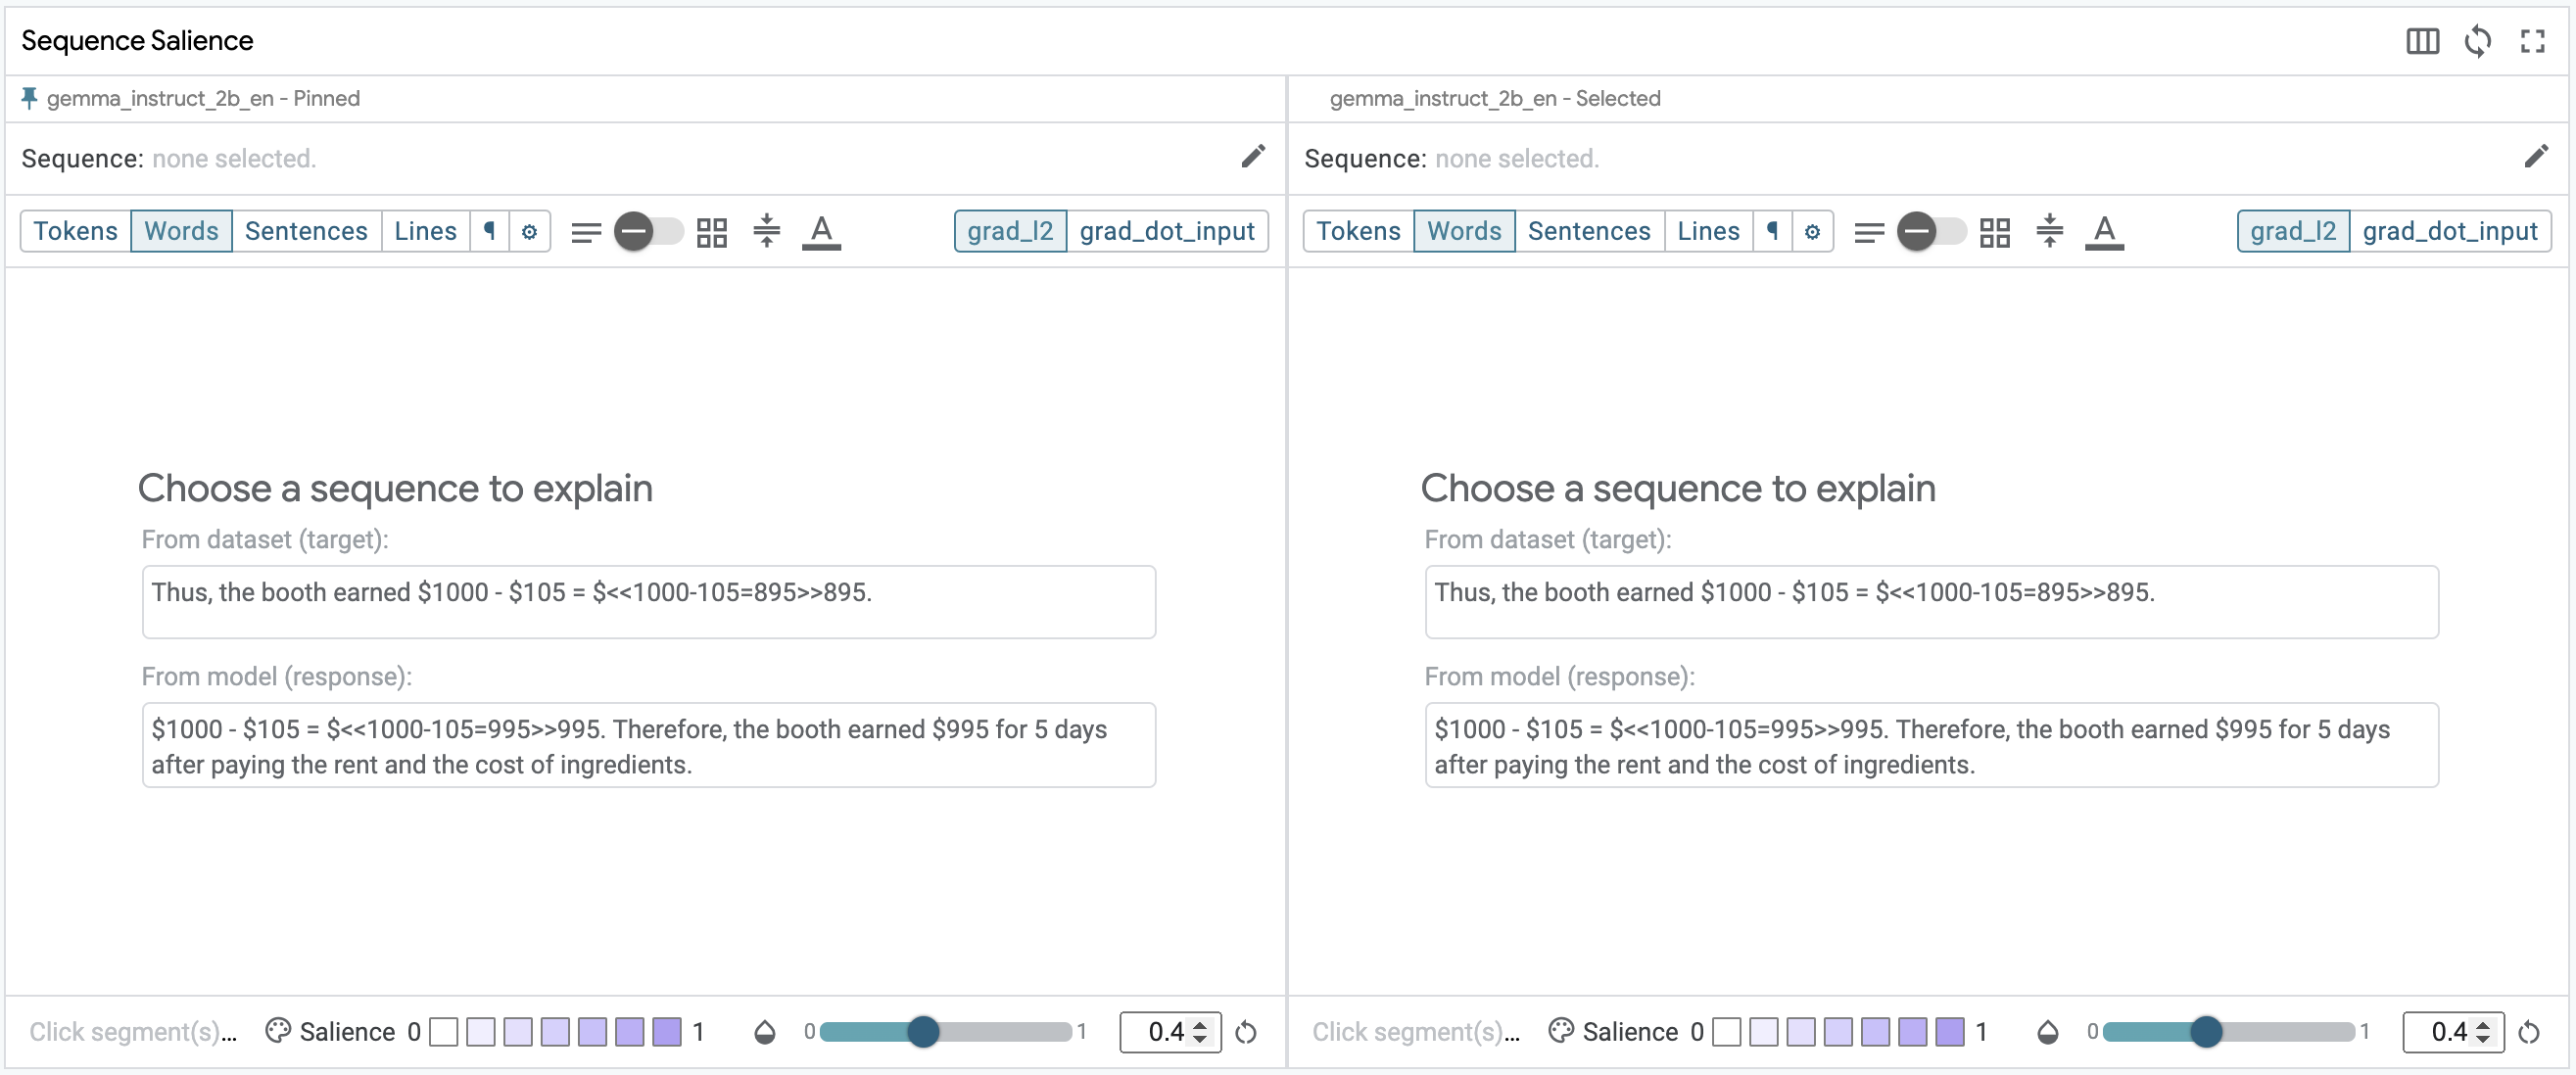 Sequence Salience
gemma_instruct_2b_en - Pinned
Sequence: none selected.
Tokens Words Sentences Lines ¶ A grad_l2 grad_dot_input
Choose a sequence to explain
From dataset (target):
Thus, the booth earned $1000 - $105 = $<<1000-105=895>>895.
From model (response):
$1000 - $105 = $<<1000-105=995>>995. Therefore, the booth earned $995 for 5 days
after paying the rent and the cost of ingredients.
Click segment(s)... Salience 0 1 0 1 0.4
gemma_instruct_2b_en - Selected
Sequence: none selected.
Tokens Words Sentences Lines ¶ A grad_l2 grad_dot_input
Choose a sequence to explain
From dataset (target):
Thus, the booth earned $1000 - $105 = $<<1000-105=895>>895.
From model (response):
$1000 - $105 = $<<1000-105=995>>995. Therefore, the booth earned $995 for 5 days
after paying the rent and the cost of ingredients.
Click segment(s)... Salience 0 1 0 1 0.4